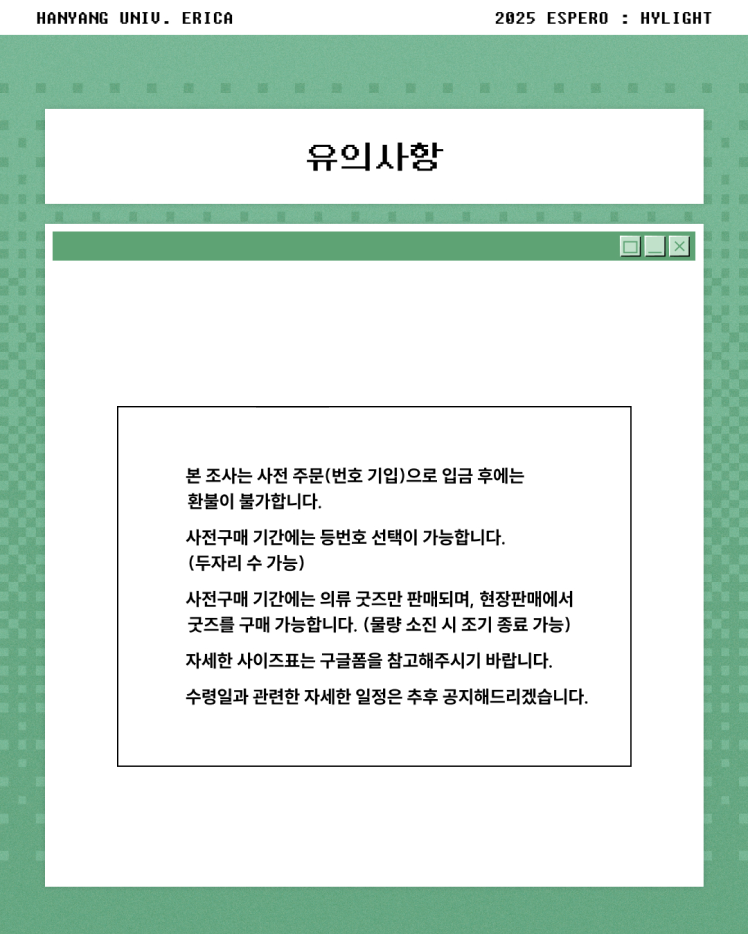 HANYANG UNIV. ERICA
2025 ESPERO : HYLIGHT
유의사항
본 조사는 사전 주문(번호 기입)으로 입금 후에는
환불이 불가합니다.
사전구매 기간에는 등번호 선택이 가능합니다.
(두자리 수 가능)
사전구매 기간에는 의류 굿즈만 판매되며, 현장판매에서
굿즈를 구매 가능합니다. (물량 소진 시 조기 종료 가능)
자세한 사이즈표는 구글폼을 참고해주시기 바랍니다.
수령일과 관련한 자세한 일정은 추후 공지해드리겠습니다.